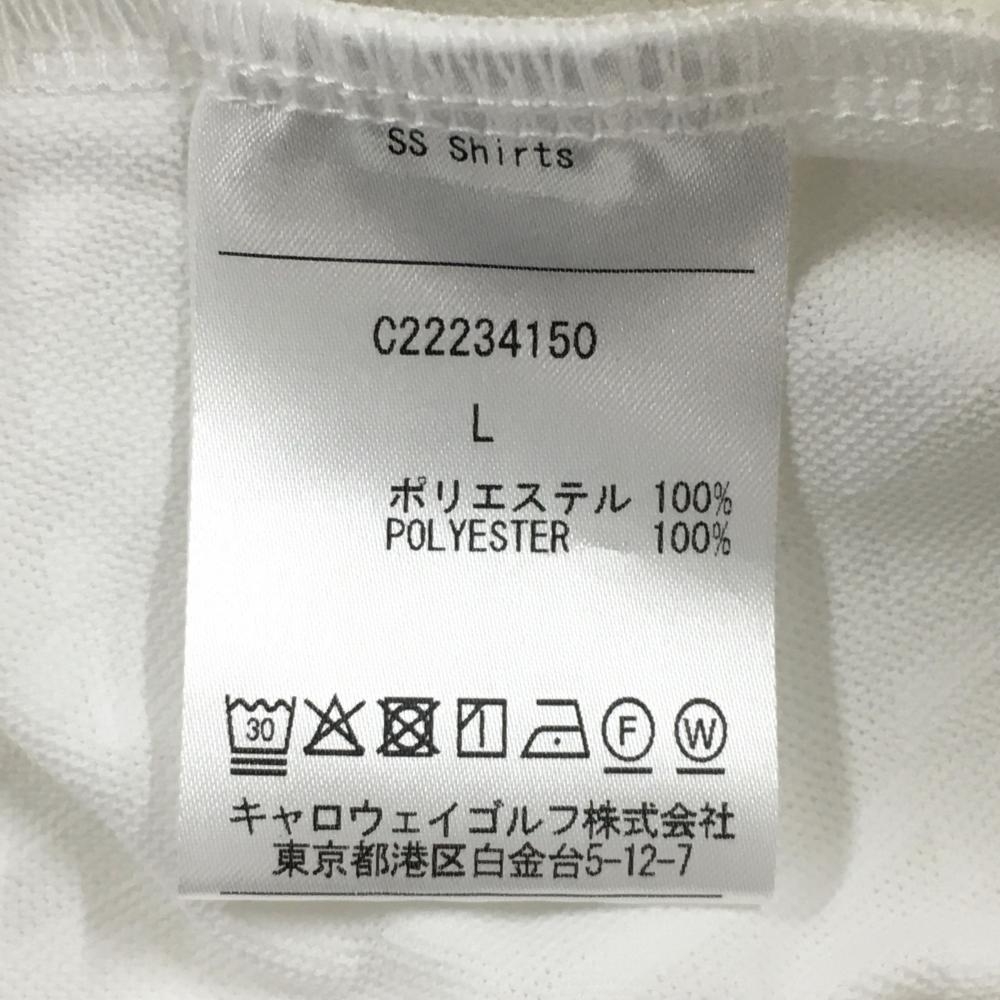 SS Shirts
C22234150
L
ポリエステル 100%
POLYESTER 100%
30 F W
キャロウェイゴルフ株式会社
東京都港区白金台5-12-7